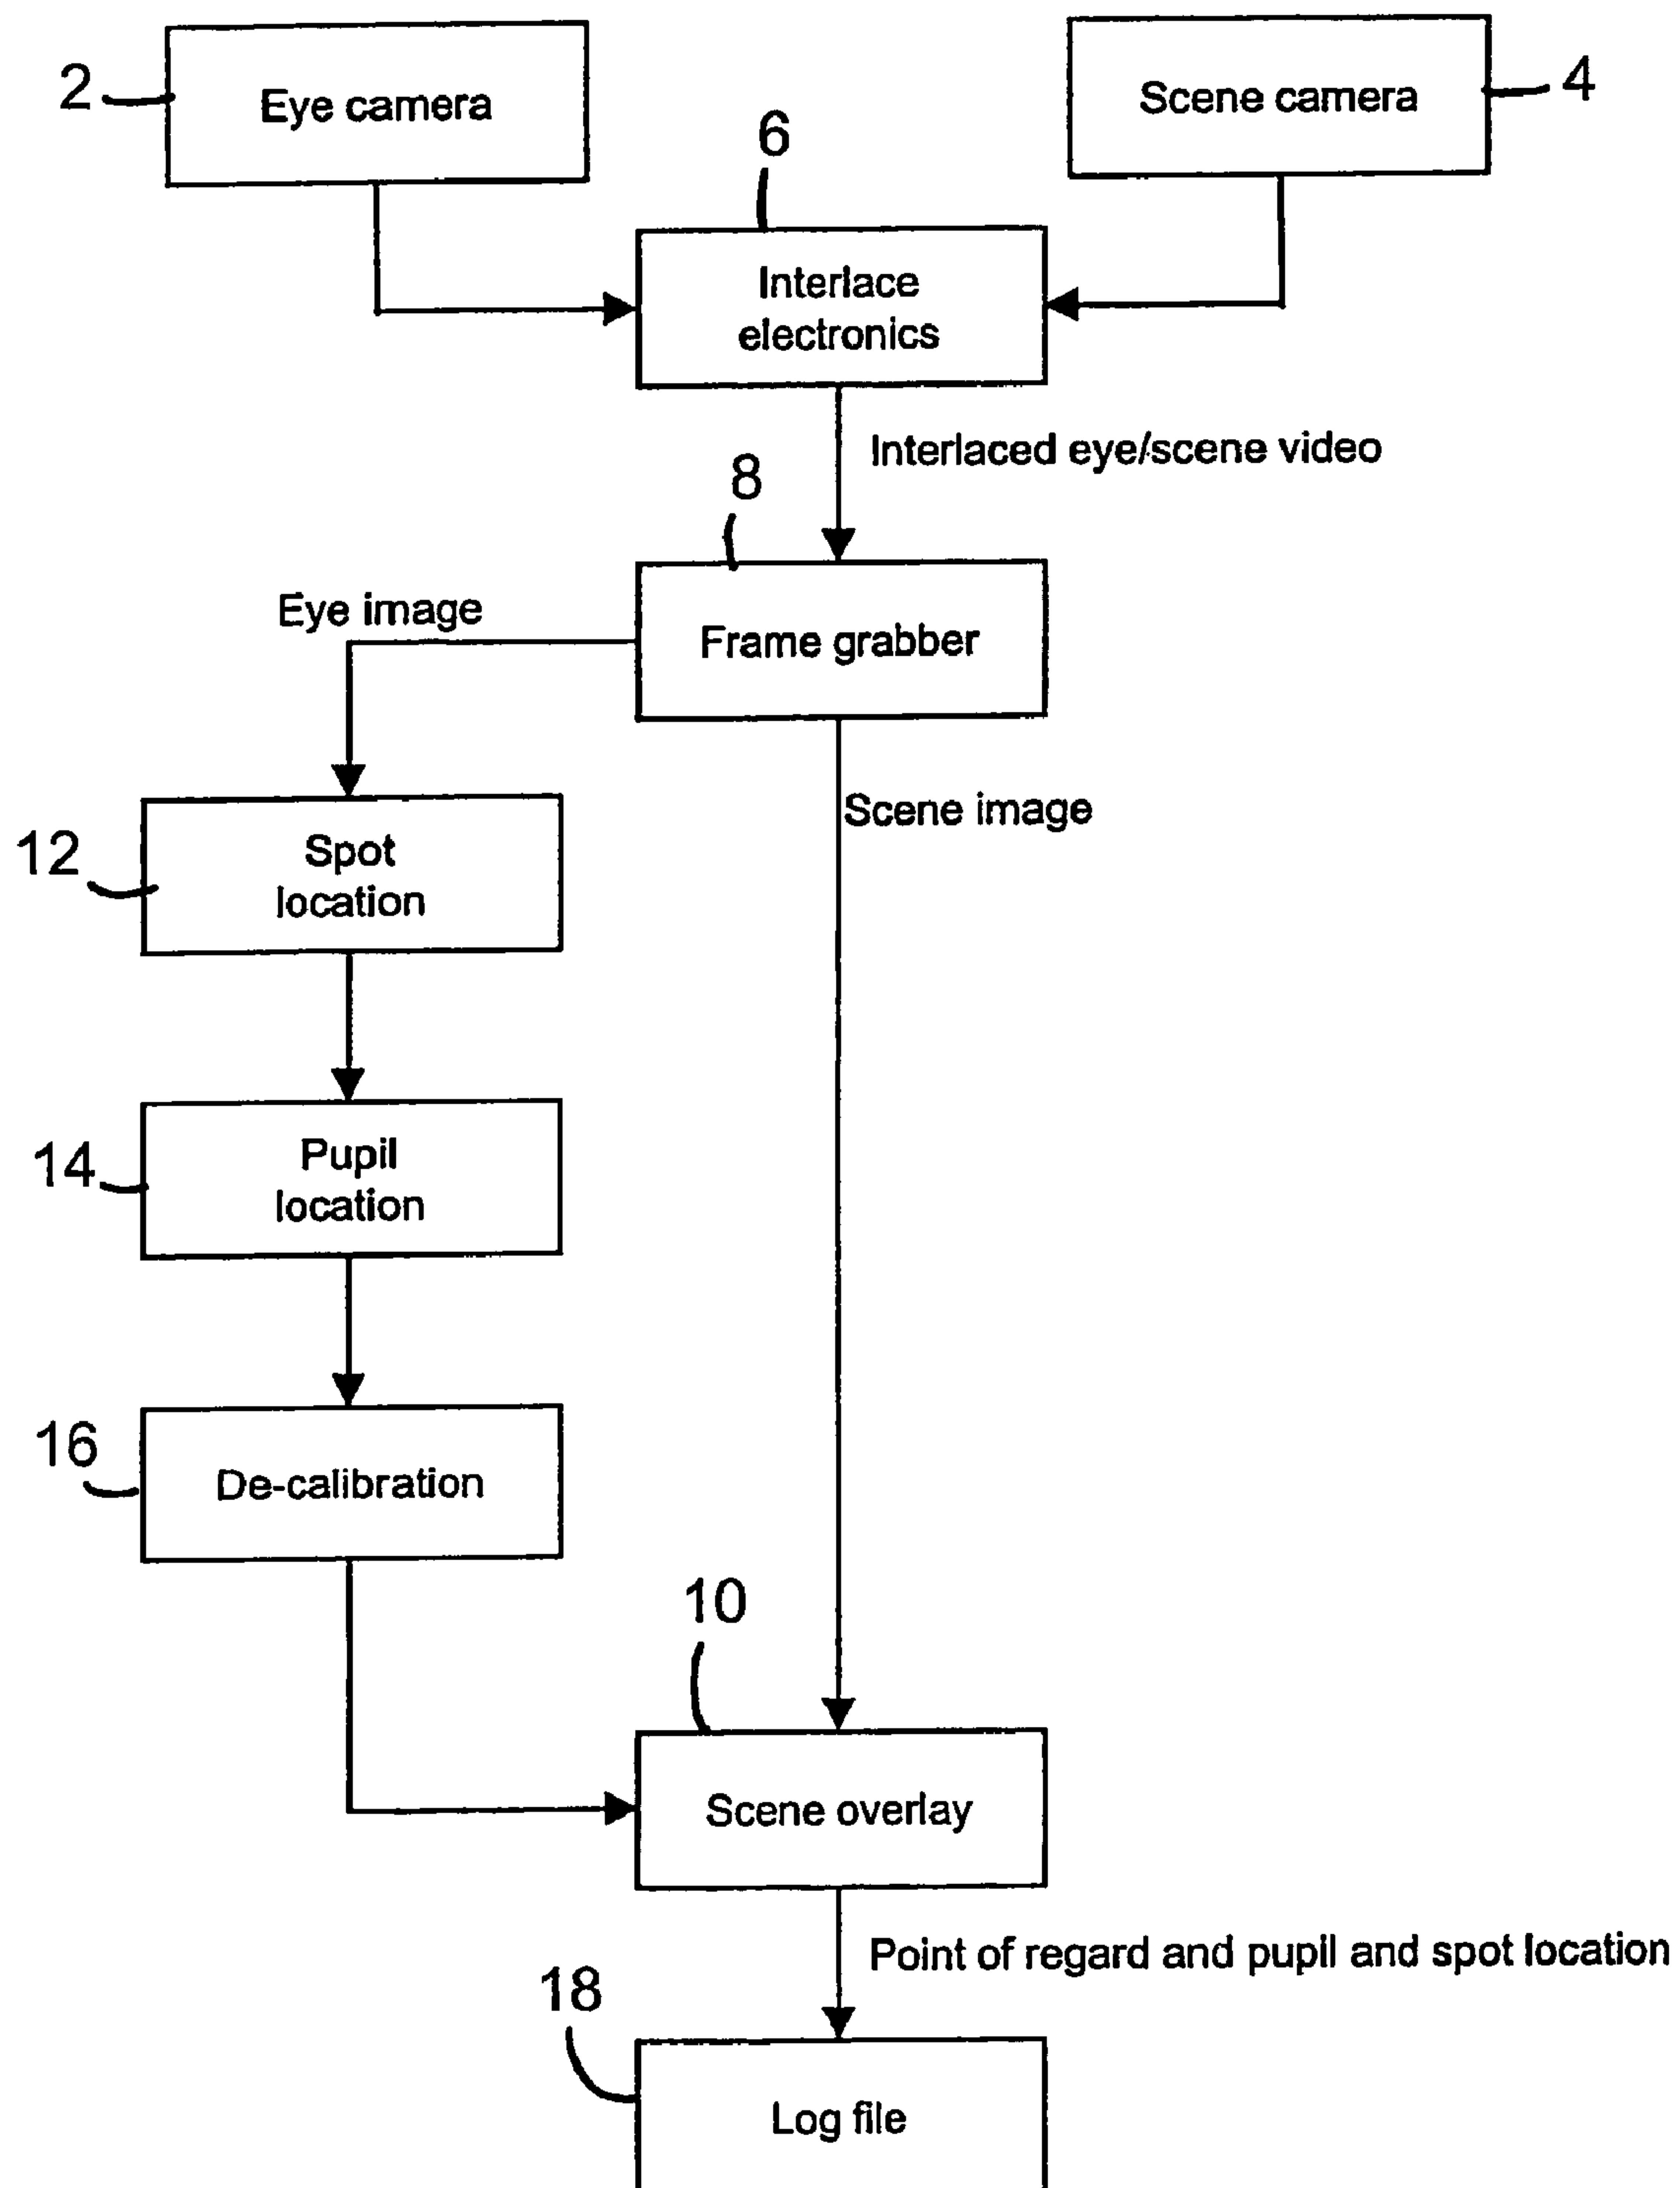 2
Eye camera
Scene camera
4
6
Interlace
electronics
Interlaced eye/scene video
8
Eye image
Frame grabber
Scene image
12
Spot
location
14
Pupil
location
16
De-calibration
10
Scene overlay
Point of regard and pupil and spot location
18
Log file